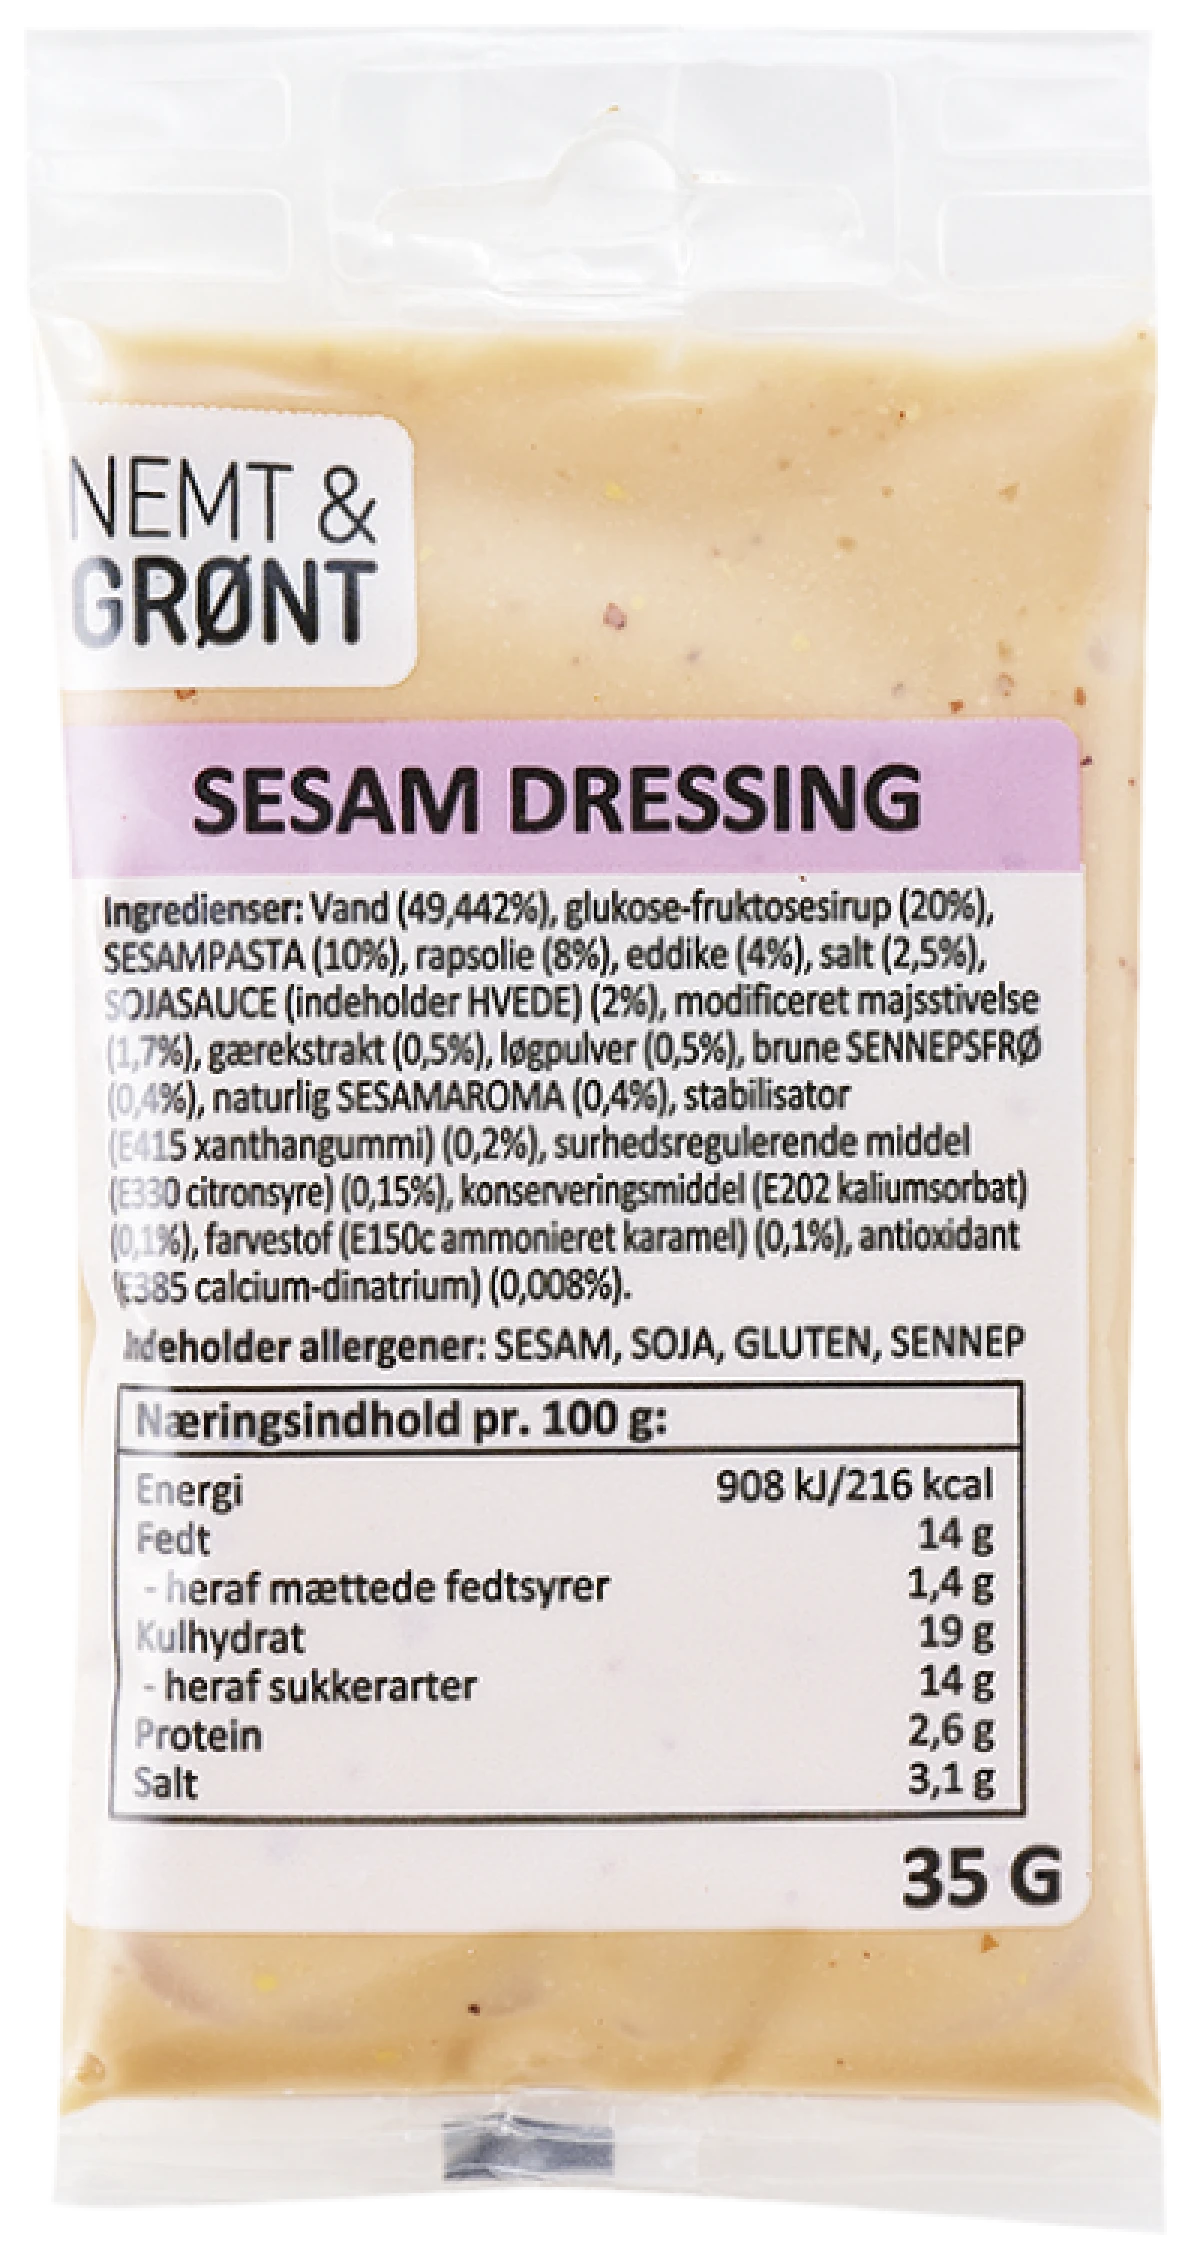 NEMT &
GRØNT
SESAM DRESSING
Ingredienser: Vand (49,442%), glukose-fruktosesirup (20%),
SESAMPASTA (10%), rapsolie (8%), eddike (4%), salt (2,5%),
SOJASAUCE (indeholder HVEDE) (2%), modificeret majsstivelse
(1,7%), gærekstrakt (0,5%), løgpulver (0,5%), brune SENNEPSFRØ
(0,4%), naturlig SESAMAROMA (0,4%), stabilisator
(E415 xanthangummi) (0,2%), surhedsregulerende middel
(E330 citronsyre) (0,15%), konserveringsmiddel (E202 kaliumsorbat)
(0,1%), farvestof (E150c ammonieret karamel) (0,1%), antioxidant
(E385 calcium-dinatrium) (0,008%).
Indeholder allergener: SESAM, SOJA, GLUTEN, SENNEP
Næringsindhold pr. 100 g:
Energi 908 kJ/216 kcal
Fedt 14 g
- heraf mættede fedtsyrer 1,4 g
Kulhydrat 19 g
- heraf sukkerarter 14 g
Protein 2,6 g
Salt 3,1 g
35 G